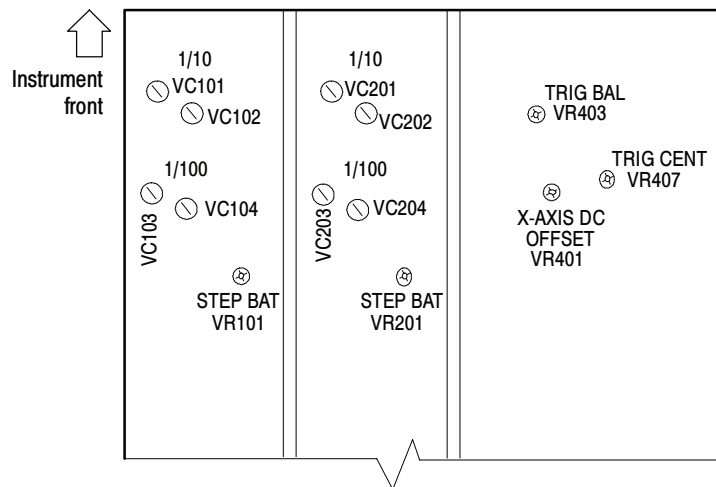 Instrument
front
1/10
VC101
VC102
1/100
VC103
VC104
STEP BAT
VR101
1/10
VC201
VC202
1/100
VC203
VC204
STEP BAT
VR201
TRIG BAL
VR403
TRIG CENT
VR407
X-AXIS DC
OFFSET
VR401